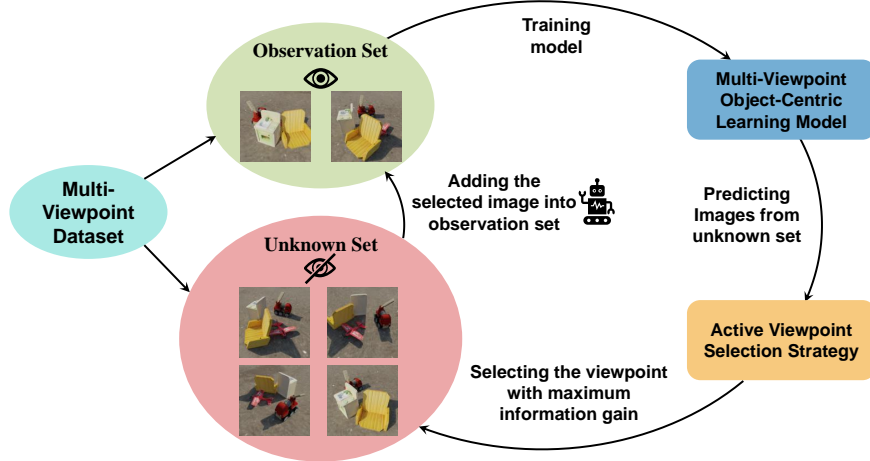 Observation Set
Training
model
Multi-Viewpoint
Object-Centric
Learning Model
Multi-
Viewpoint
Dataset
Adding the
selected image into
observation set
Predicting
Images from
unknown set
Unknown Set
Active Viewpoint
Selection Strategy
Selecting the viewpoint
with maximum
information gain